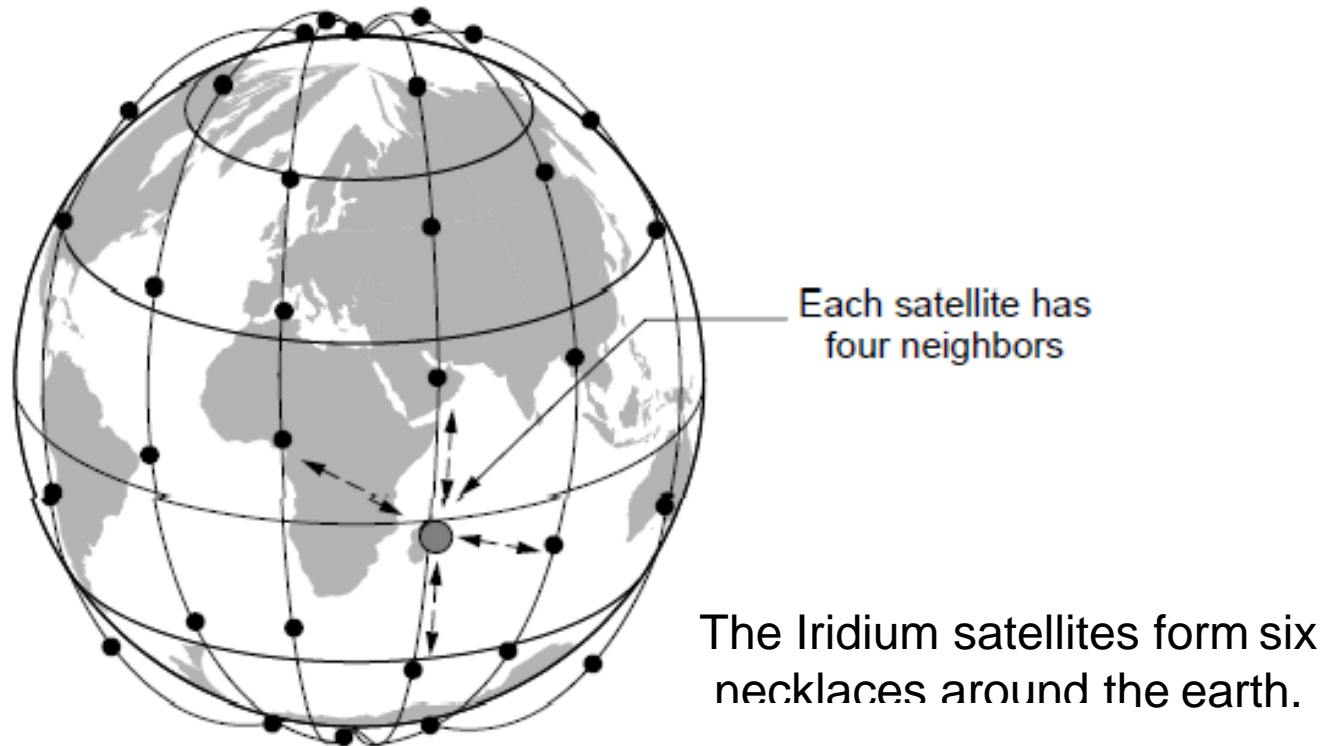 Each satellite has
four neighbors
The Iridium satellites form six
necklaces around the earth.